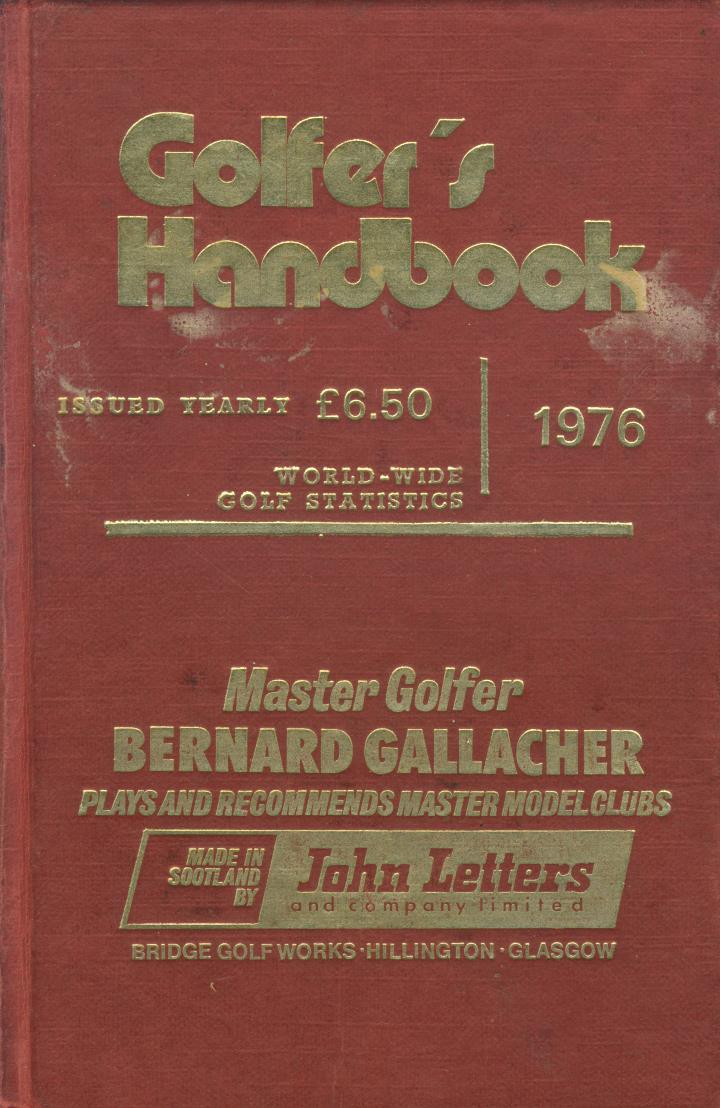 Golfer's
Handbook
ISSUED YEARLY £6.50
1976
WORLD-WIDE
GOLF STATISTICS
Master Golfer
BERNARD GALLACHER
PLAYS AND RECOMMENDS MASTER MODEL CLUBS
MADE IN
SCOTLAND
BY
John Letters
and company limited
BRIDGE GOLF WORKS · HILLINGTON · GLASGOW